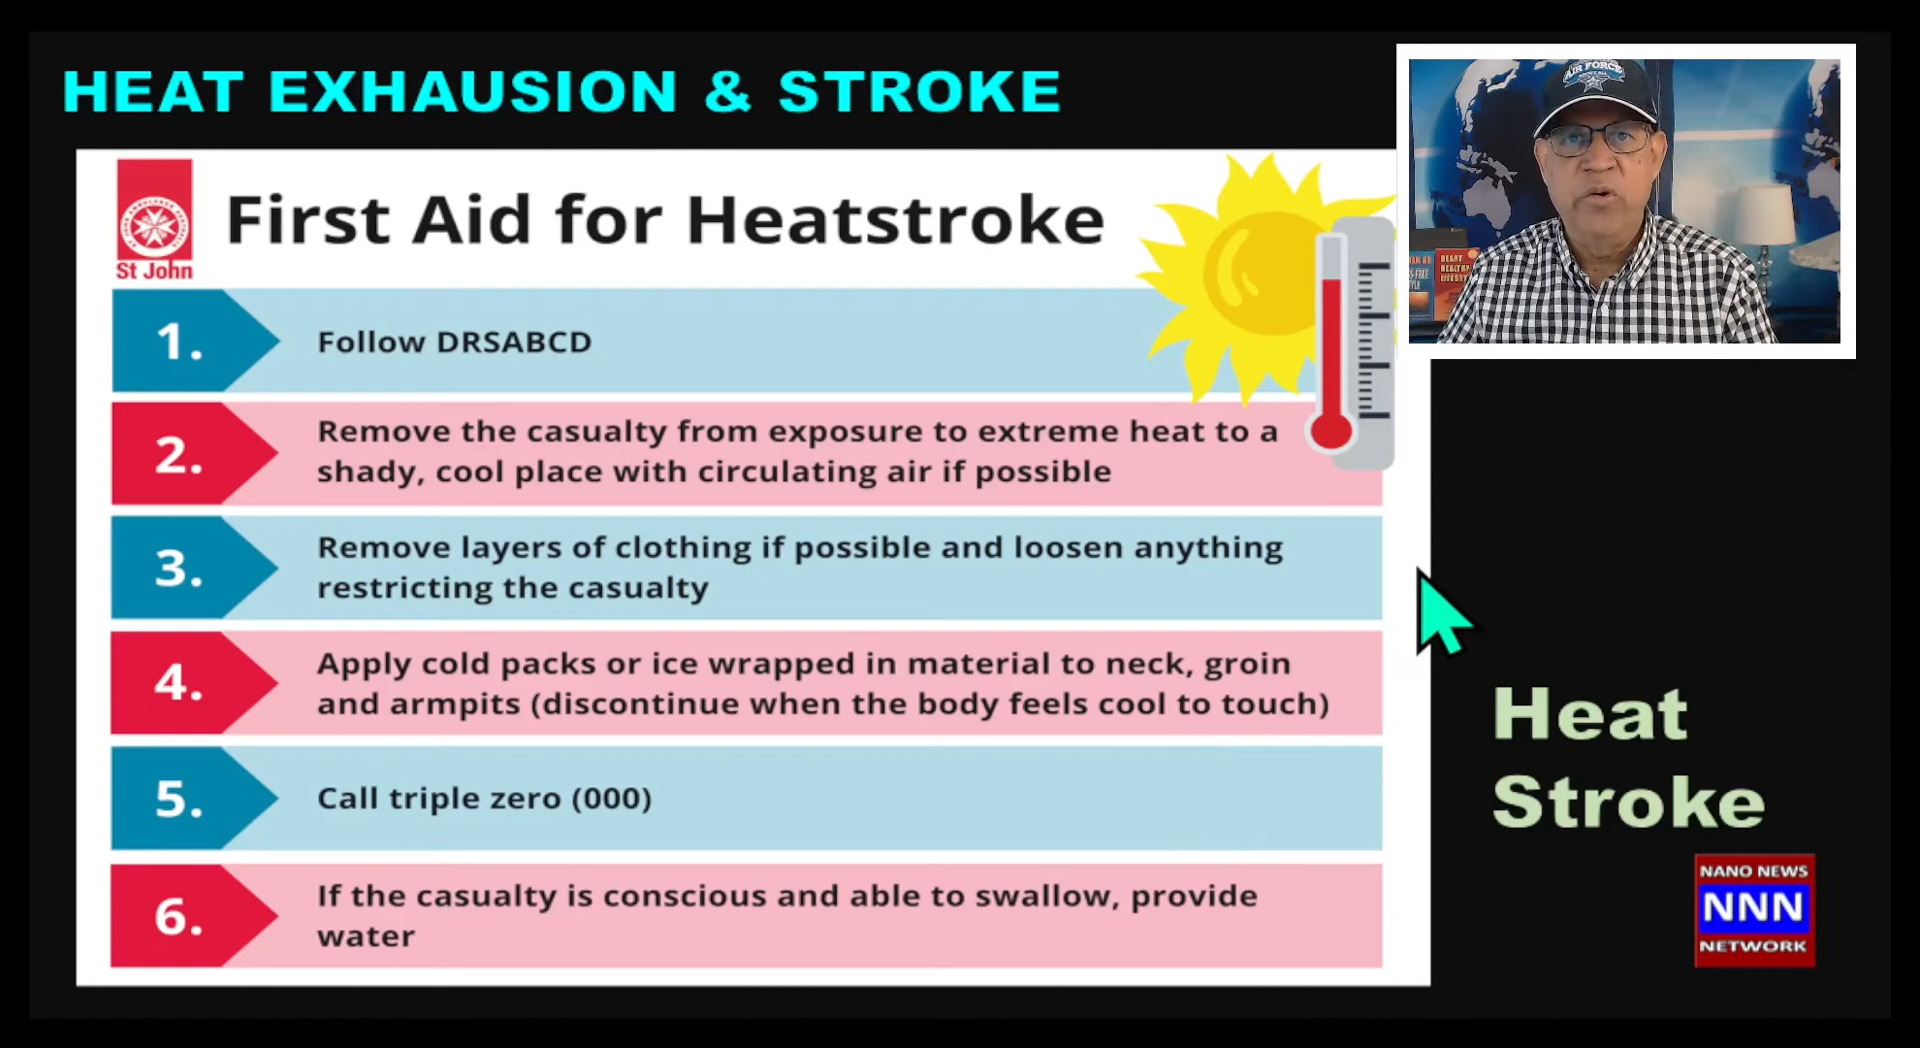 HEAT EXHAUSION & STROKE
AIR FORCE
St John
First Aid for Heatstroke
HEART
HEALTHY
1. Follow DRSABCD
2. Remove the casualty from exposure to extreme heat to a
shady, cool place with circulating air if possible
3. Remove layers of clothing if possible and loosen anything
restricting the casualty
4. Apply cold packs or ice wrapped in material to neck, groin
and armpits (discontinue when the body feels cool to touch)
5. Call triple zero (000)
6. If the casualty is conscious and able to swallow, provide
water
Heat
Stroke
NANO NEWS
NNN
NETWORK